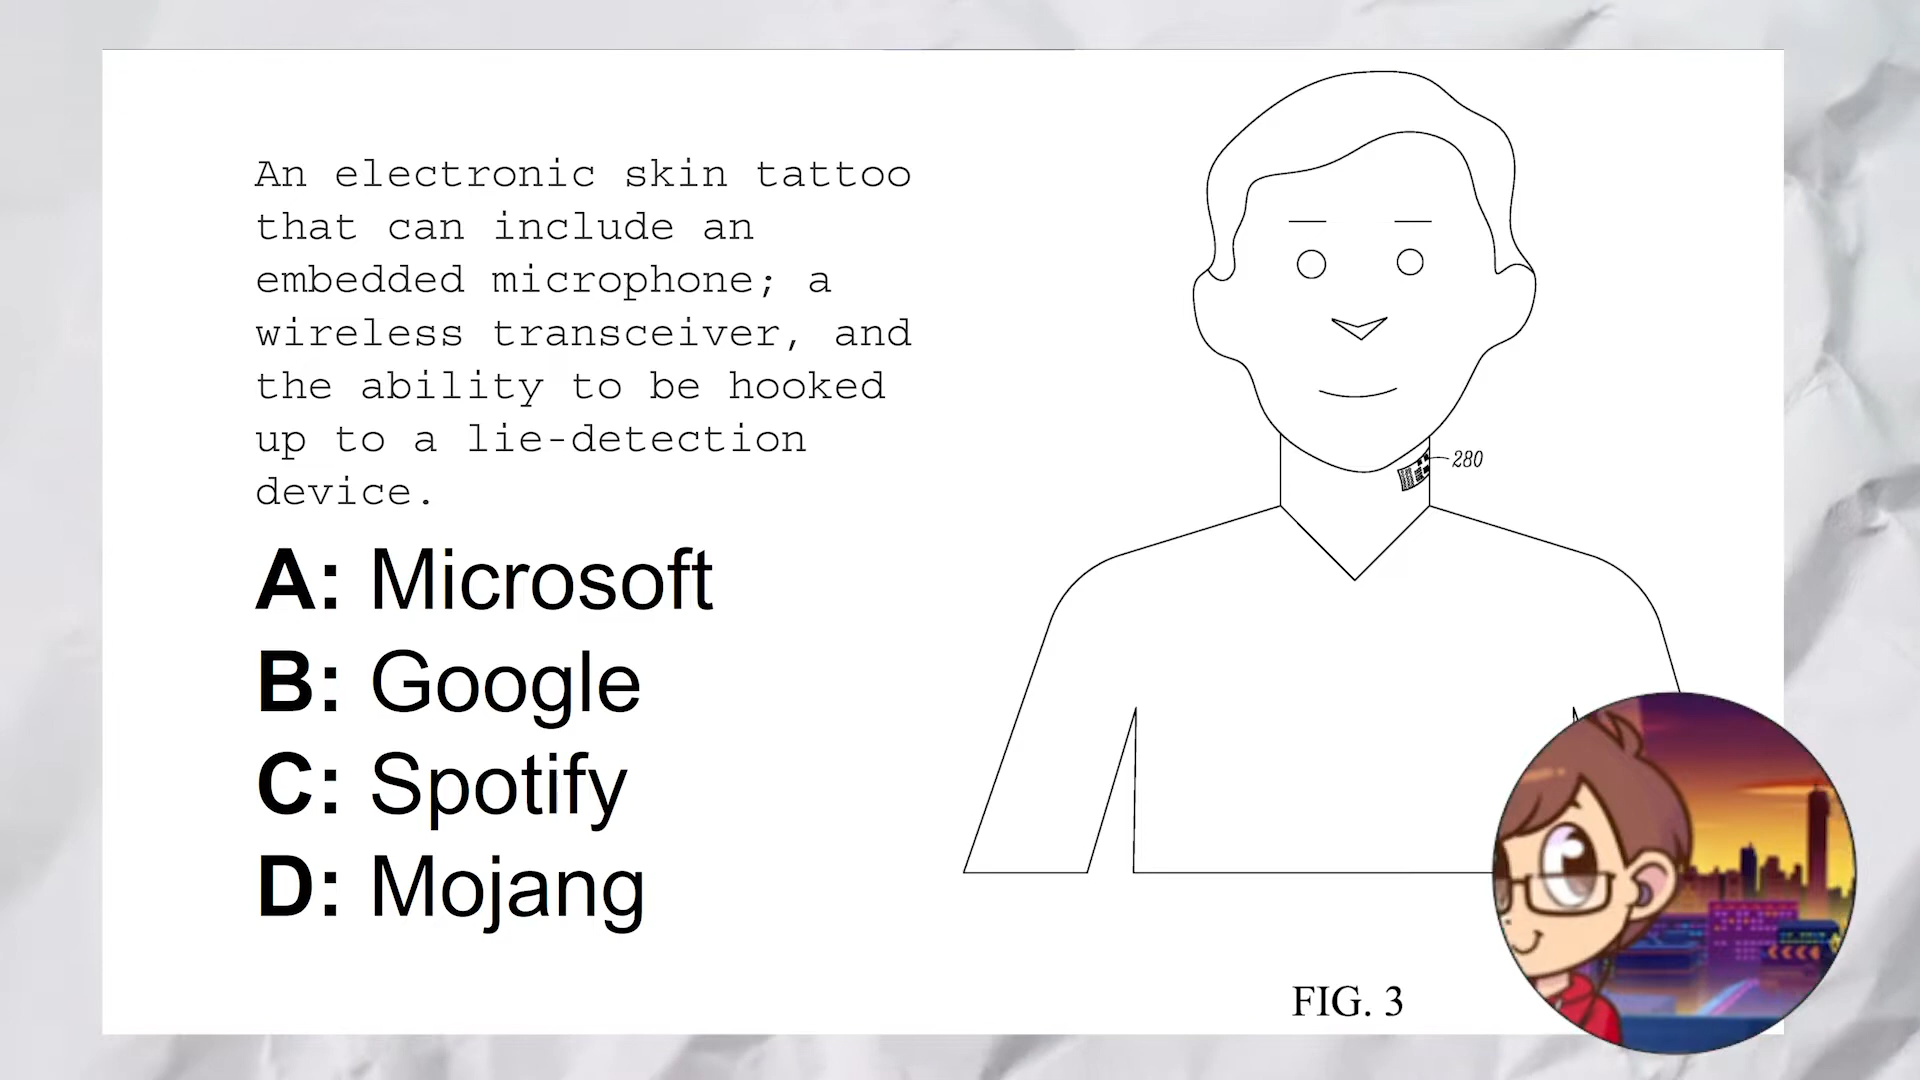 An electronic skin tattoo
that can include an
embedded microphone; a
wireless transceiver, and
the ability to be hooked
up to a lie-detection
device.
A: Microsoft
B: Google
C: Spotify
D: Mojang
280
FIG. 3